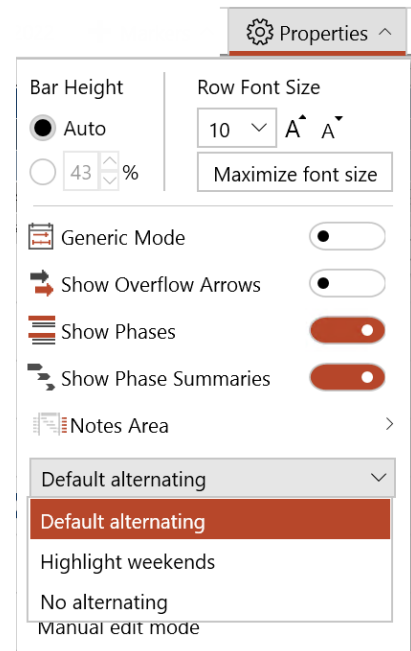 Properties
Bar Height
Row Font Size
Auto
10
A A
43 %
Maximize font size
Generic Mode
Show Overflow Arrows
Show Phases
Show Phase Summaries
Notes Area
Default alternating
Default alternating
Highlight weekends
No alternating
Manual edit mode